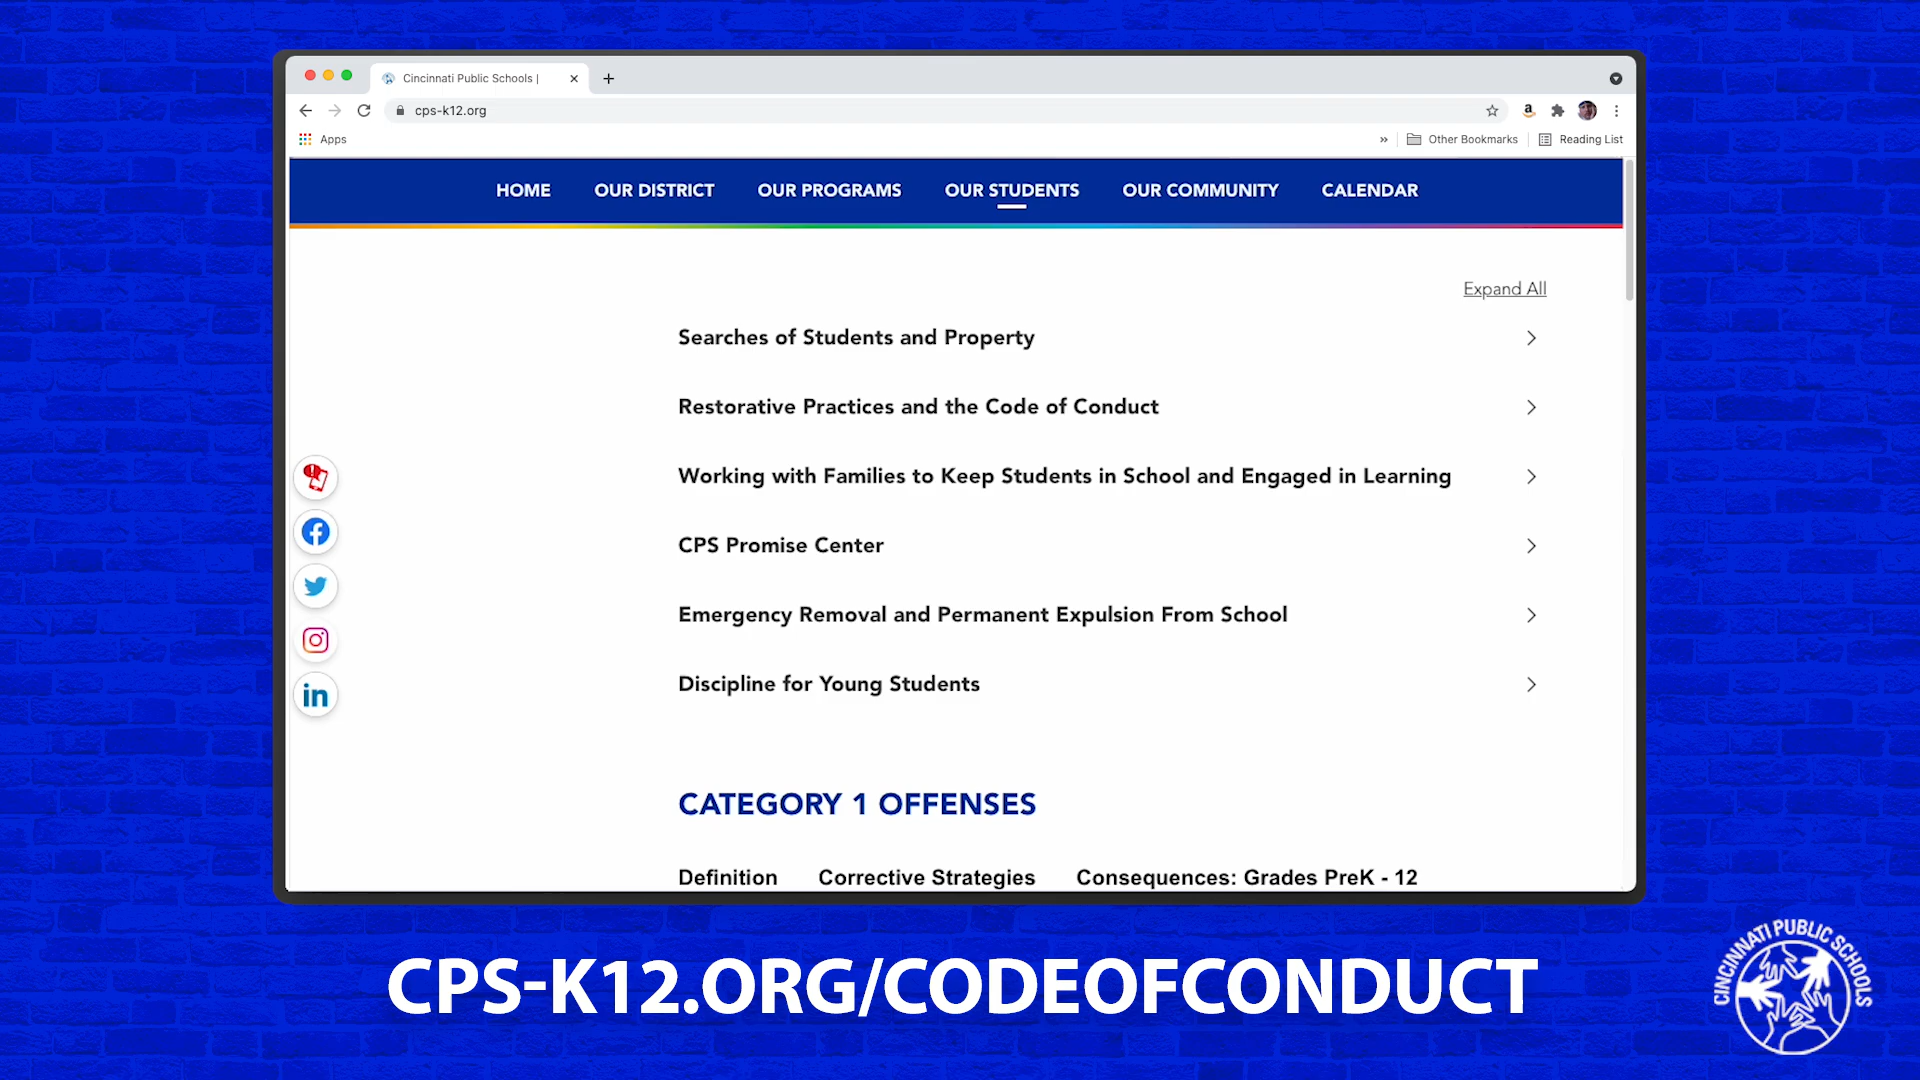 Cincinnati Public Schools |
cps-k12.org
Apps
» Other Bookmarks Reading List
HOME OUR DISTRICT OUR PROGRAMS OUR STUDENTS OUR COMMUNITY CALENDAR
Expand All
Searches of Students and Property
Restorative Practices and the Code of Conduct
Working with Families to Keep Students in School and Engaged in Learning
CPS Promise Center
Emergency Removal and Permanent Expulsion From School
Discipline for Young Students
CATEGORY 1 OFFENSES
Definition Corrective Strategies Consequences: Grades PreK - 12
CPS-K12.ORG/CODEOFCONDUCT
CINCINNATI PUBLIC SCHOOLS